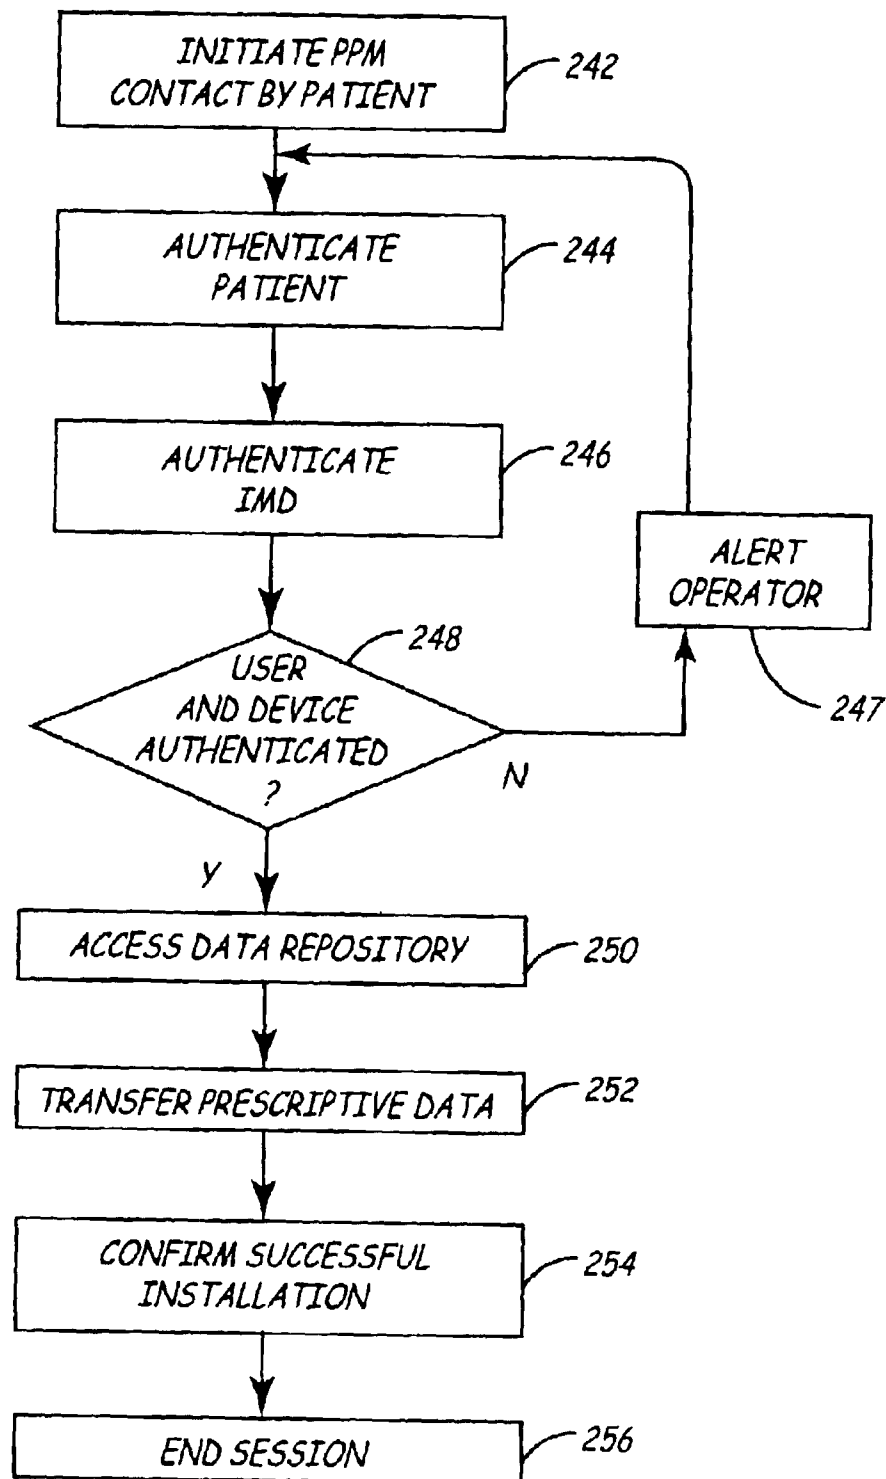 INITIATE PPM
CONTACT BY PATIENT
242
AUTHENTICATE
PATIENT
244
AUTHENTICATE
IMD
246
ALERT
OPERATOR
247
USER
AND DEVICE
AUTHENTICATED
?
248
N
Y
ACCESS DATA REPOSITORY
250
TRANSFER PRESCRIPTIVE DATA
252
CONFIRM SUCCESSFUL
INSTALLATION
254
END SESSION
256